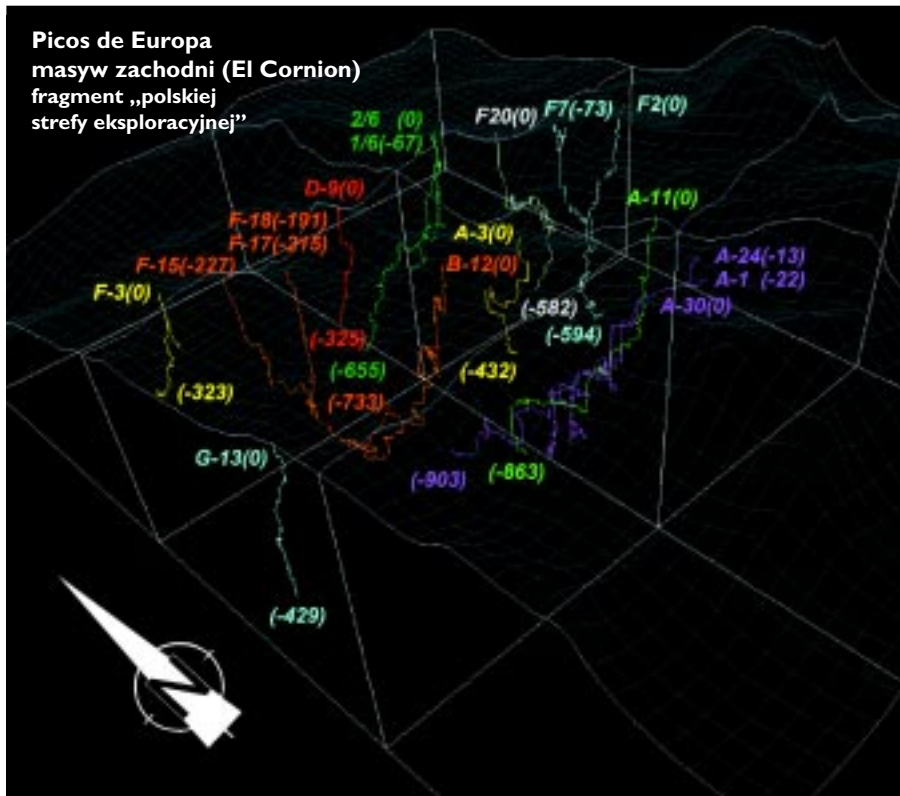 Picos de Europa
masyw zachodni (El Cornion)
fragment „polskiej
strefy eksploracyjnej”
2/6 (0)
1/6(-67)
F20(0)
F7(-73)
F2(0)
D-9(0)
F-18(-191)
F-17(-215)
F-15(-227)
F-3(0)
A-3(0)
B-12(0)
A-11(0)
A-24(-13)
A-1 (-22)
A-30(0)
(-582)
(-594)
(-325)
(-655)
(-432)
(-323)
(-733)
G-13(0)
(-903)
(-863)
(-429)